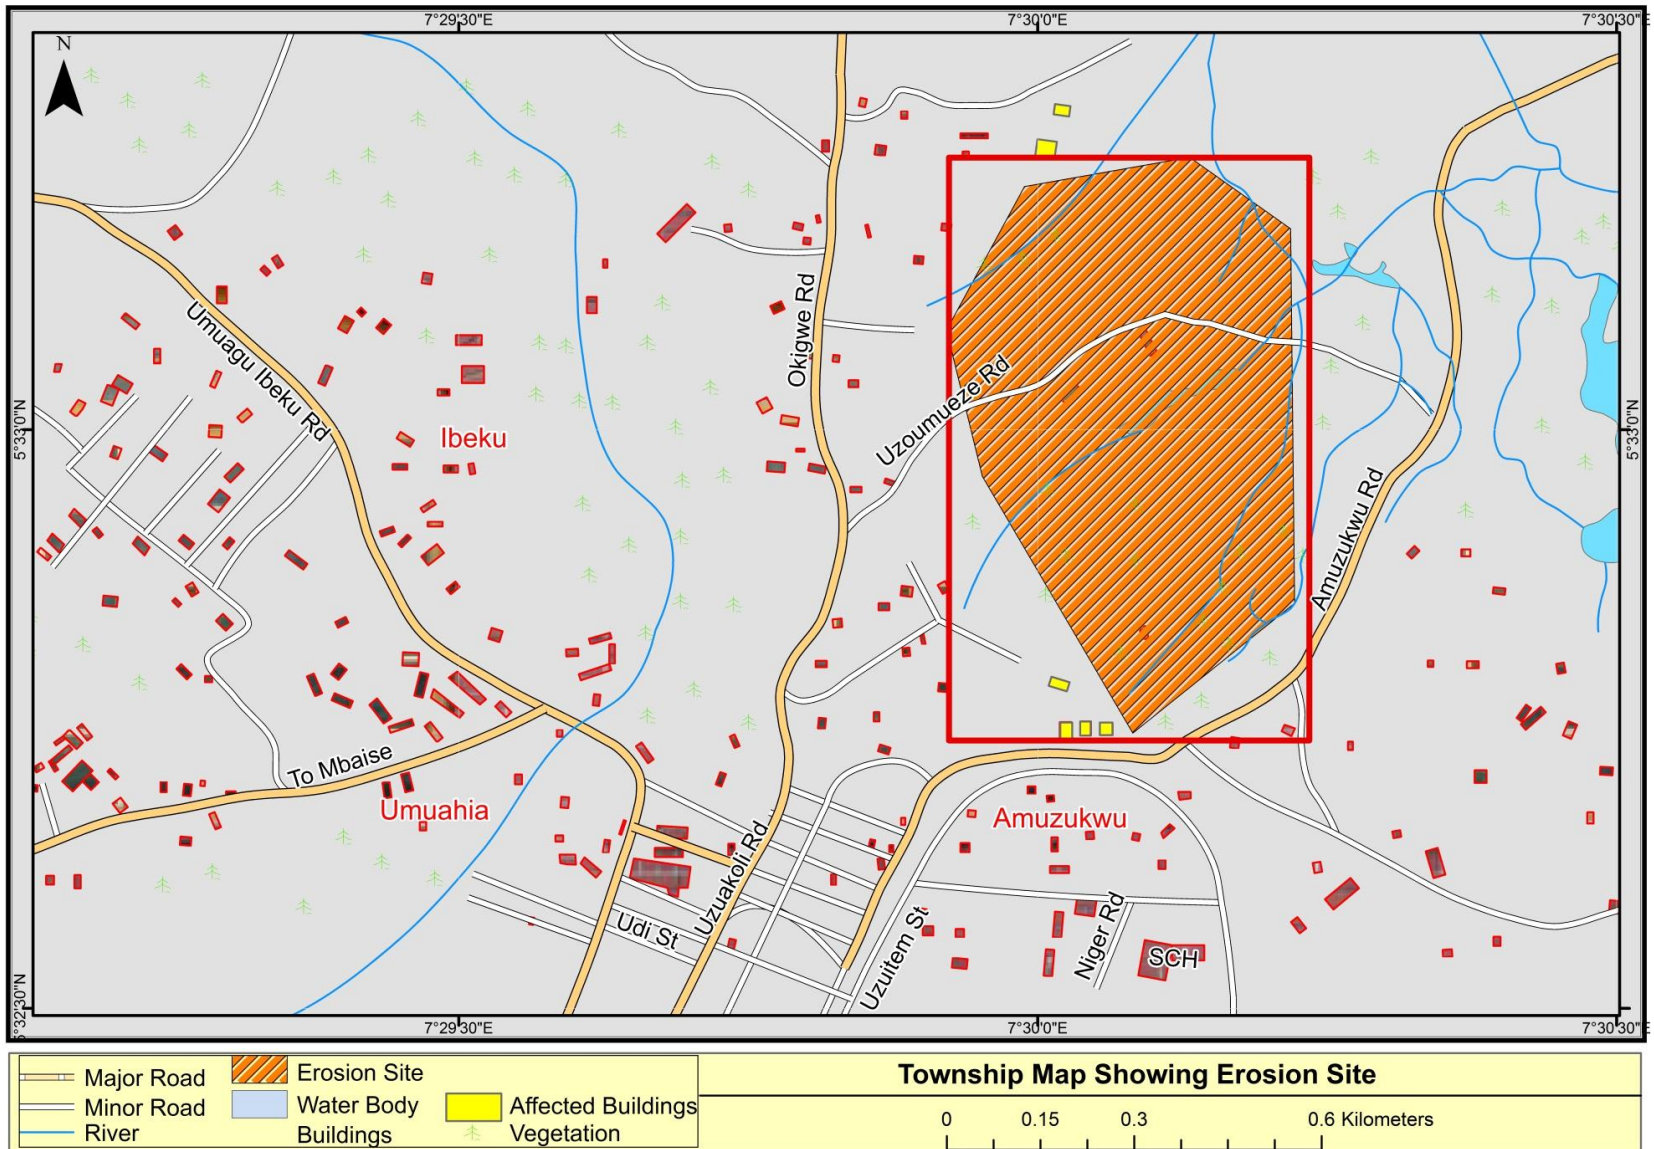 7°29'30"E
7°30'0"E
7°30'30"E
N
Okigwe Rd
Umuagu Ibeku Rd
Uzoumueze Rd
5°33'0"N
5°33'0"N
Ibeku
Amuzukwu Rd
To Mbaise
Umuahia
Amuzukwu
Uzuakoli Rd
Udi St
Uzuitem St
Niger Rd
SCH
5°32'30"N
7°29'30"E
7°30'0"E
7°30'30"E
Major Road
Minor Road
River
Erosion Site
Water Body
Buildings
Affected Buildings
Vegetation
Township Map Showing Erosion Site
0 0.15 0.3 0.6 Kilometers